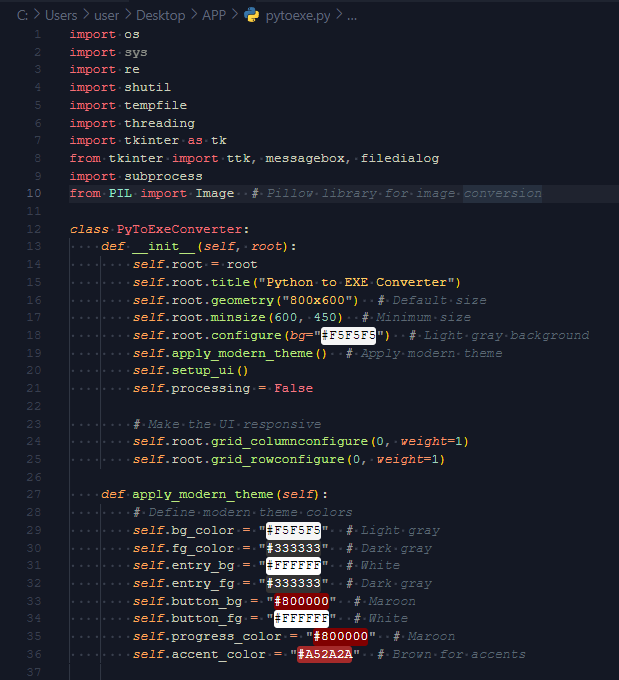 C: > Users > user > Desktop > APP > pytoexe.py > ...
1 import os
2 import sys
3 import re
4 import shutil
5 import tempfile
6 import threading
7 import tkinter as tk
8 from tkinter import ttk, messagebox, filedialog
9 import subprocess
10 from PIL import Image  # Pillow library for image conversion
11
12 class PyToExeConverter:
13     def __init__(self, root):
14         self.root = root
15         self.root.title("Python to EXE Converter")
16         self.root.geometry("800x600")  # Default size
17         self.root.minsize(600, 450)  # Minimum size
18         self.root.configure(bg="#F5F5F5")  # Light gray background
19         self.apply_modern_theme()  # Apply modern theme
20         self.setup_ui()
21         self.processing = False
22
23         # Make the UI responsive
24         self.root.grid_columnconfigure(0, weight=1)
25         self.root.grid_rowconfigure(0, weight=1)
26
27     def apply_modern_theme(self):
28         # Define modern theme colors
29         self.bg_color = "#F5F5F5"  # Light gray
30         self.fg_color = "#333333"  # Dark gray
31         self.entry_bg = "#FFFFFF"  # White
32         self.entry_fg = "#333333"  # Dark gray
33         self.button_bg = "#800000"  # Maroon
34         self.button_fg = "#FFFFFF"  # White
35         self.progress_color = "#800000"  # Maroon
36         self.accent_color = "#A52A2A"  # Brown for accents
37